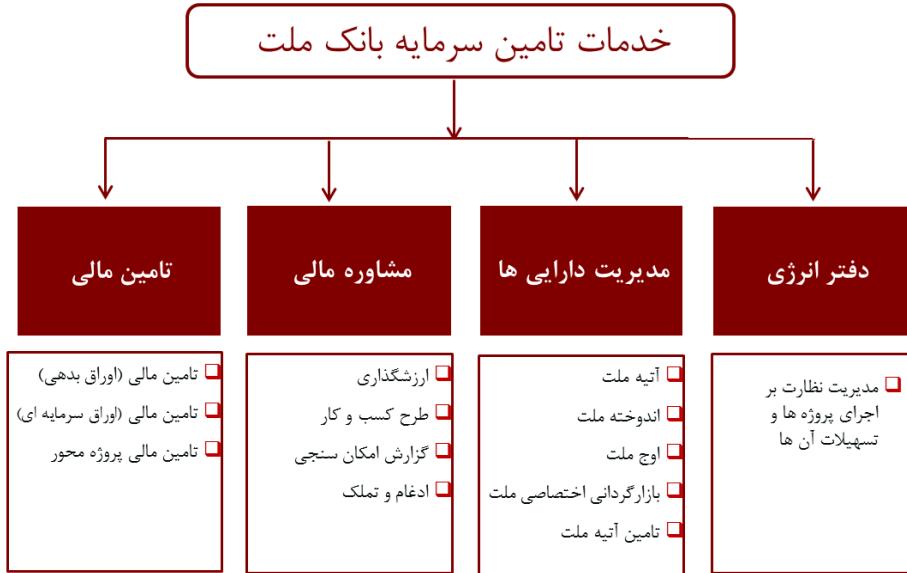 خدمات تامین سرمایه بانک ملت
دفتر انرژی
مدیریت نظارت بر
اجرای پروژه ها و
تسهیلات آن ها
مدیریت دارایی ها
آتیه ملت
اندوخته ملت
اوج ملت
بازارگردانی اختصاصی ملت
تامین آتیه ملت
مشاوره مالی
ارزشگذاری
طرح کسب و کار
گزارش امکان سنجی
ادغام و تملک
تامین مالی
تامین مالی (اوراق بدهی)
تامین مالی (اوراق سرمایه ای)
تامین مالی پروژه محور